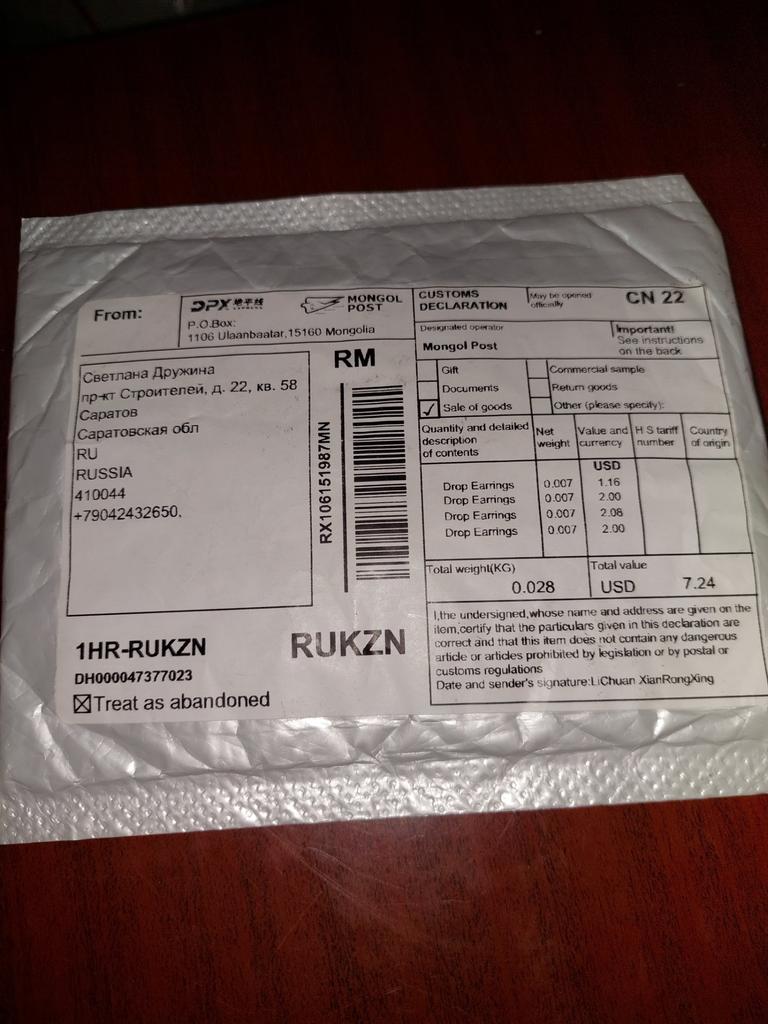 From:
DPX 地平线
EXPRESS
MONGOL
POST
P.O.Box:
1106 Ulaanbaatar,15160 Mongolia
Светлана Дружина
пр-кт Строителей, д. 22, кв. 58
Саратов
Саратовская обл
RU
RUSSIA
410044
+79042432650,
RM
RX106151987MN
1HR-RUKZN
RUKZN
DH000047377023
Treat as abandoned
CUSTOMS
DECLARATION
May be opened
officially
CN 22
Designated operator
Mongol Post
Important!
See instructions
on the back
Gift
Commercial sample
Documents
Return goods
Sale of goods
Other (please specify):
Quantity and detailed
description
of contents
Net
weight
Value and
currency
H S tariff
number
Country
of origin
USD
Drop Earrings 0.007 1.16
Drop Earrings 0.007 2.00
Drop Earrings 0.007 2.08
Drop Earrings 0.007 2.00
Total weight(KG)
0.028
Total value
USD 7.24
I,the undersigned,whose name and address are given on the
item,certify that the particulars given in this declaration are
correct and that this item does not contain any dangerous
article or articles prohibited by legislation or by postal or
customs regulations
Date and sender's signature:LiChuan XianRongXing